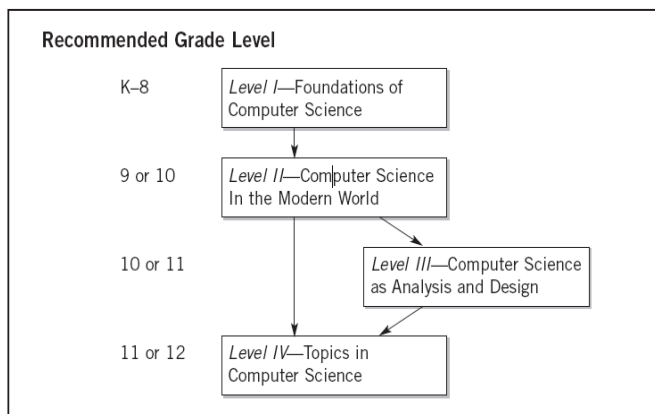 Recommended Grade Level
K–8
Level I—Foundations of
Computer Science
9 or 10
Level II—Computer Science
In the Modern World
10 or 11
Level III—Computer Science
as Analysis and Design
11 or 12
Level IV—Topics in
Computer Science